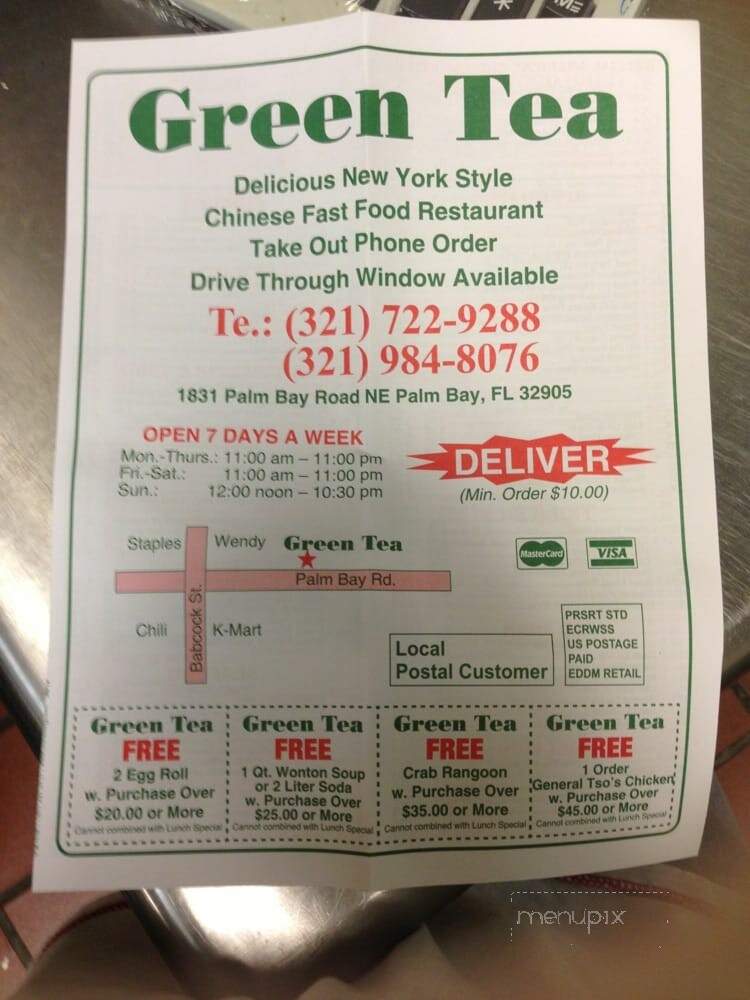 Green Tea
Delicious New York Style
Chinese Fast Food Restaurant
Take Out Phone Order
Drive Through Window Available
Te.: (321) 722-9288
(321) 984-8076
1831 Palm Bay Road NE Palm Bay, FL 32905
OPEN 7 DAYS A WEEK
Mon.-Thurs.: 11:00 am – 11:00 pm
Fri.-Sat.: 11:00 am – 11:00 pm
Sun.: 12:00 noon – 10:30 pm
DELIVER
(Min. Order $10.00)
Staples
Wendy
Green Tea
Palm Bay Rd.
Babcock St.
Chili
K-Mart
MasterCard
VISA
Local
Postal Customer
PRSRT STD
ECRWSS
US POSTAGE
PAID
EDDM RETAIL
Green Tea
FREE
2 Egg Roll
w. Purchase Over
$20.00 or More
Cannot combined with Lunch Special
Green Tea
FREE
1 Qt. Wonton Soup
or 2 Liter Soda
w. Purchase Over
$25.00 or More
Cannot combined with Lunch Special
Green Tea
FREE
Crab Rangoon
w. Purchase Over
$35.00 or More
Cannot combined with Lunch Special
Green Tea
FREE
1 Order
General Tso's Chicken
w. Purchase Over
$45.00 or More
Cannot combined with Lunch Special
menupix